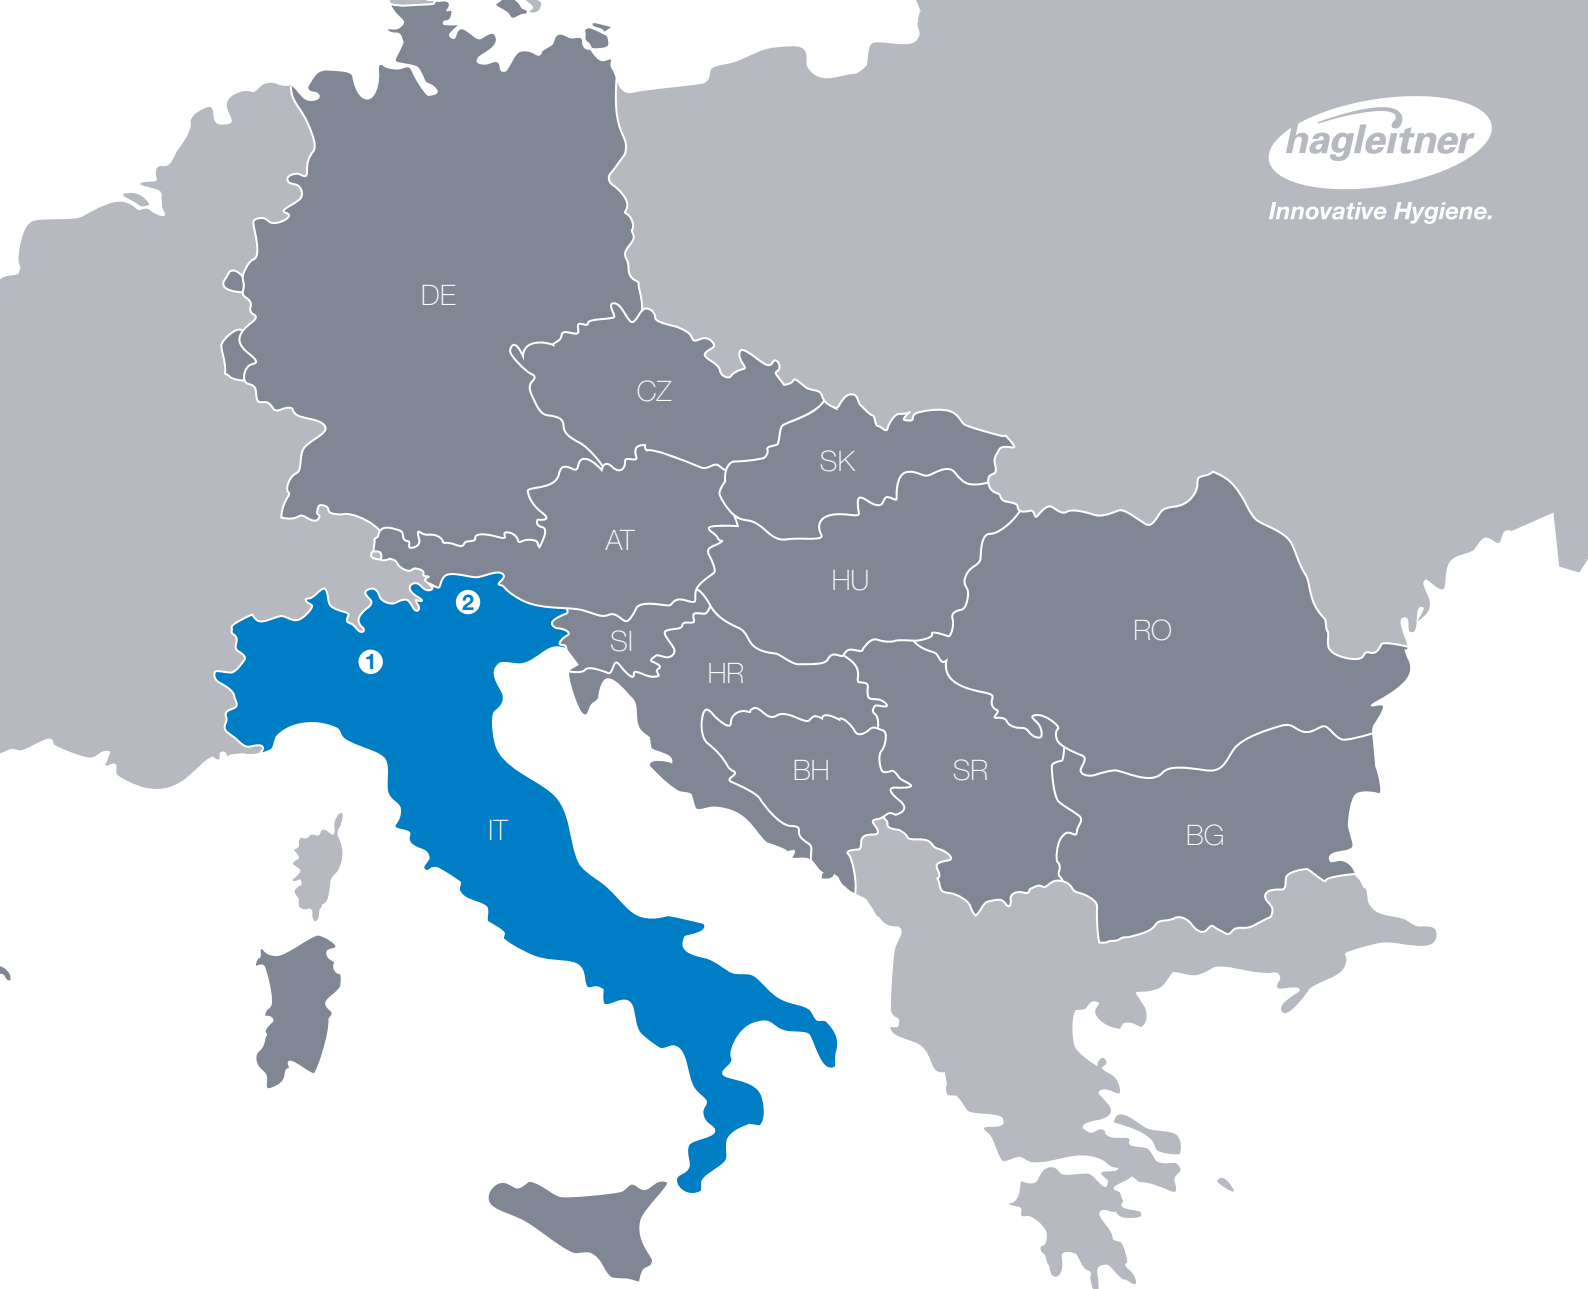 hagleitner
Innovative Hygiene.
DE
CZ
SK
AT
HU
2
RO
SI
1
HR
BH
SR
IT
BG